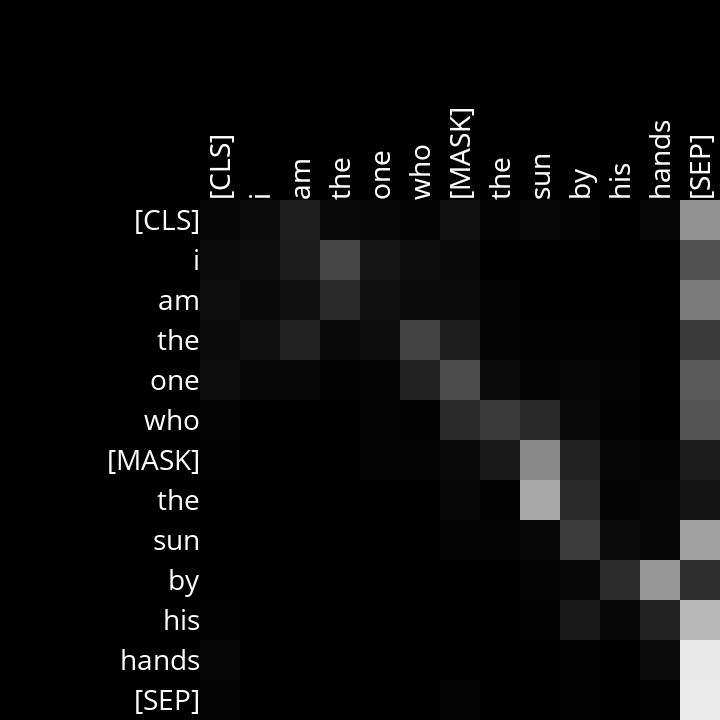 [CLS] i am the one who [MASK] the sun by his hands [SEP]
[CLS]
i
am
the
one
who
[MASK]
the
sun
by
his
hands
[SEP]